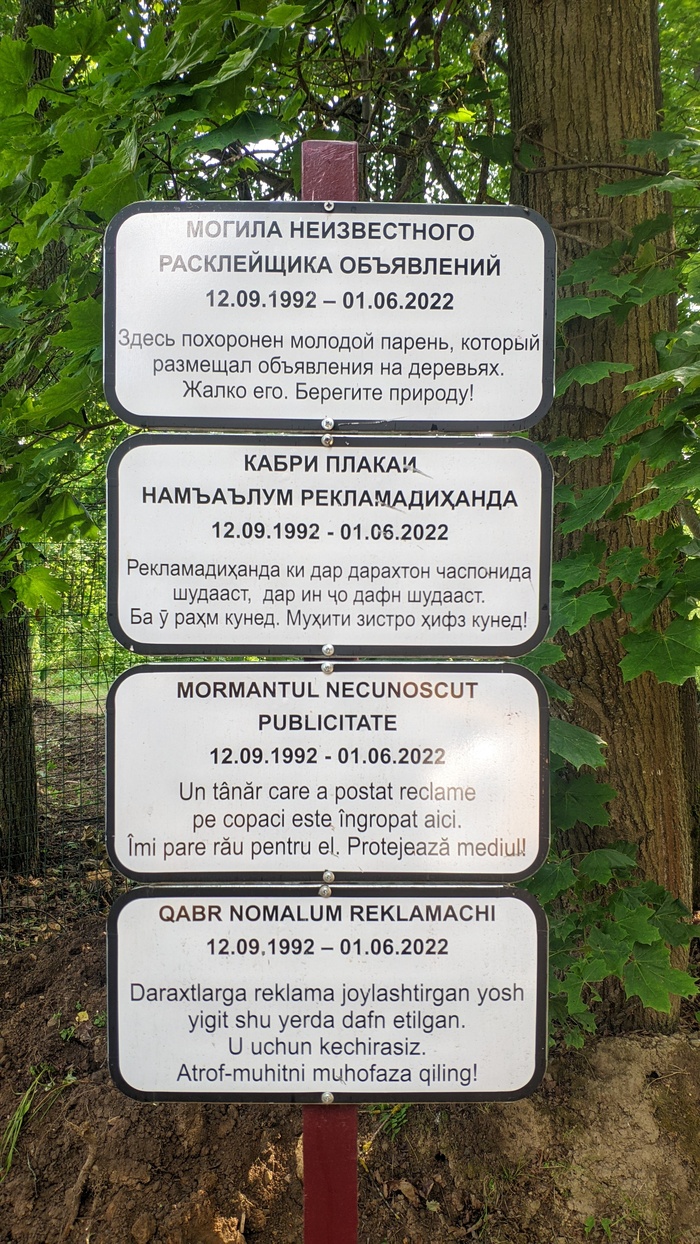 МОГИЛА НЕИЗВЕСТНОГО
РАСКЛЕЙЩИКА ОБЪЯВЛЕНИЙ
12.09.1992 – 01.06.2022
Здесь похоронен молодой парень, который
размещал объявления на деревьях.
Жалко его. Берегите природу!
КАБРИ ПЛАКАИ
НАМЪАЪЛУМ РЕКЛАМАДИҲАНДА
12.09.1992 - 01.06.2022
Рекламадиҳанда ки дар дарахтон часпонида
шудааст, дар ин ҷо дафн шудааст.
Ба ӯ раҳм кунед. Муҳити зистро ҳифз кунед!
MORMANTUL NECUNOSCUT
PUBLICITATE
12.09.1992 - 01.06.2022
Un tânăr care a postat reclame
pe copaci este îngropat aici.
Îmi pare rău pentru el. Protejează mediul!
QABR NOMALUM REKLAMACHI
12.09.1992 – 01.06.2022
Daraxtlarga reklama joylashtirgan yosh
yigit shu yerda dafn etilgan.
U uchun kechirasiz.
Atrof-muhitni muhofaza qiling!